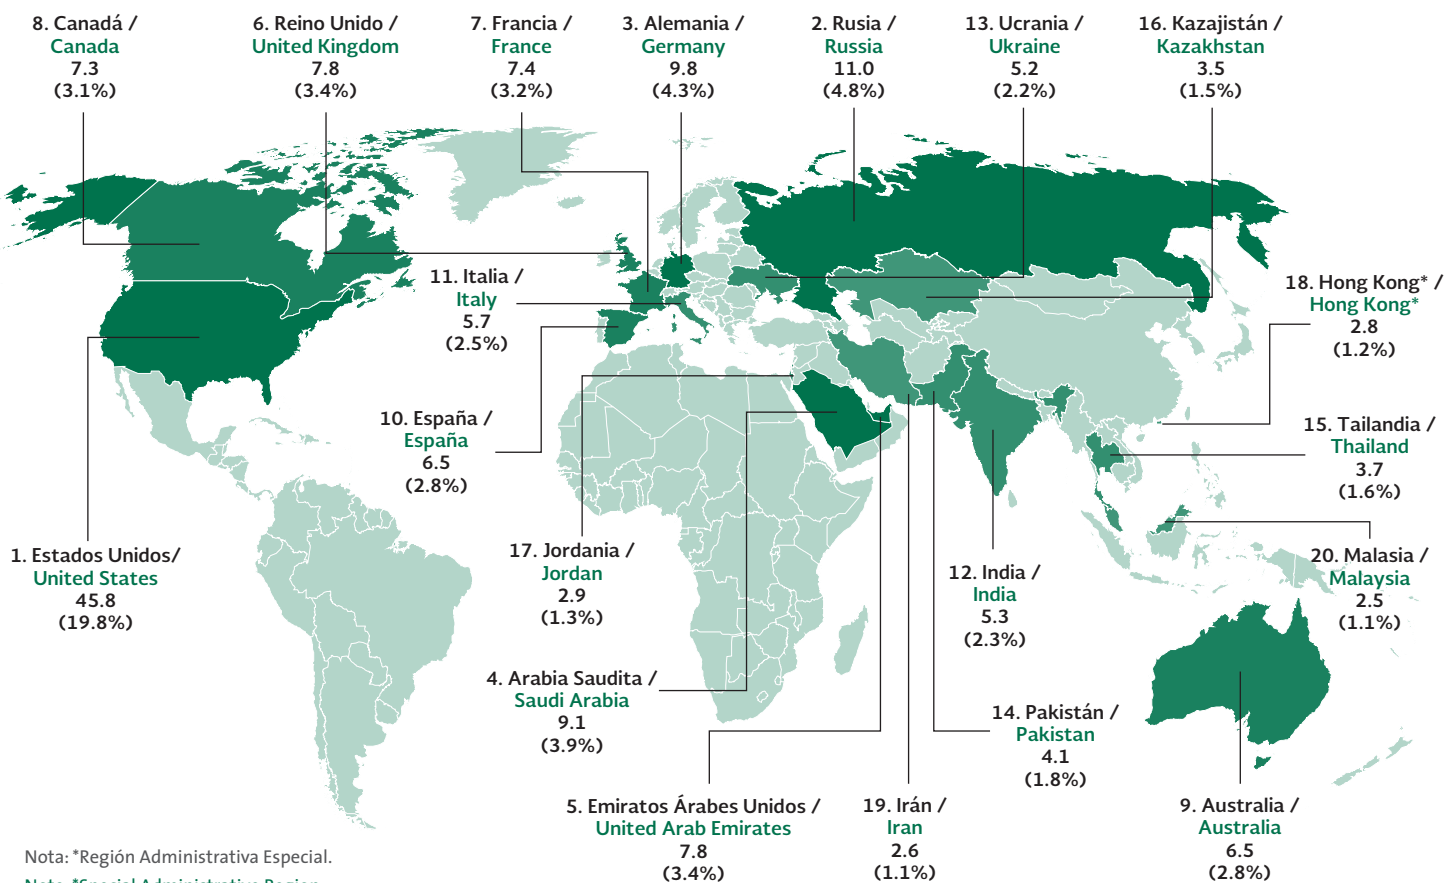 8. Canadá /
Canada
7.3
(3.1%)
6. Reino Unido /
United Kingdom
7.8
(3.4%)
7. Francia /
France
7.4
(3.2%)
3. Alemania /
Germany
9.8
(4.3%)
2. Rusia /
Russia
11.0
(4.8%)
13. Ucrania /
Ukraine
5.2
(2.2%)
16. Kazajistán /
Kazakhstan
3.5
(1.5%)
11. Italia /
Italy
5.7
(2.5%)
18. Hong Kong* /
Hong Kong*
2.8
(1.2%)
10. España /
España
6.5
(2.8%)
15. Tailandia /
Thailand
3.7
(1.6%)
1. Estados Unidos/
United States
45.8
(19.8%)
17. Jordania /
Jordan
2.9
(1.3%)
12. India /
India
5.3
(2.3%)
20. Malasia /
Malaysia
2.5
(1.1%)
4. Arabia Saudita /
Saudi Arabia
9.1
(3.9%)
14. Pakistán /
Pakistan
4.1
(1.8%)
5. Emiratos Árabes Unidos /
United Arab Emirates
7.8
(3.4%)
19. Irán /
Iran
2.6
(1.1%)
9. Australia /
Australia
6.5
(2.8%)
Nota: *Región Administrativa Especial.
Note: *Special Administrative Region.